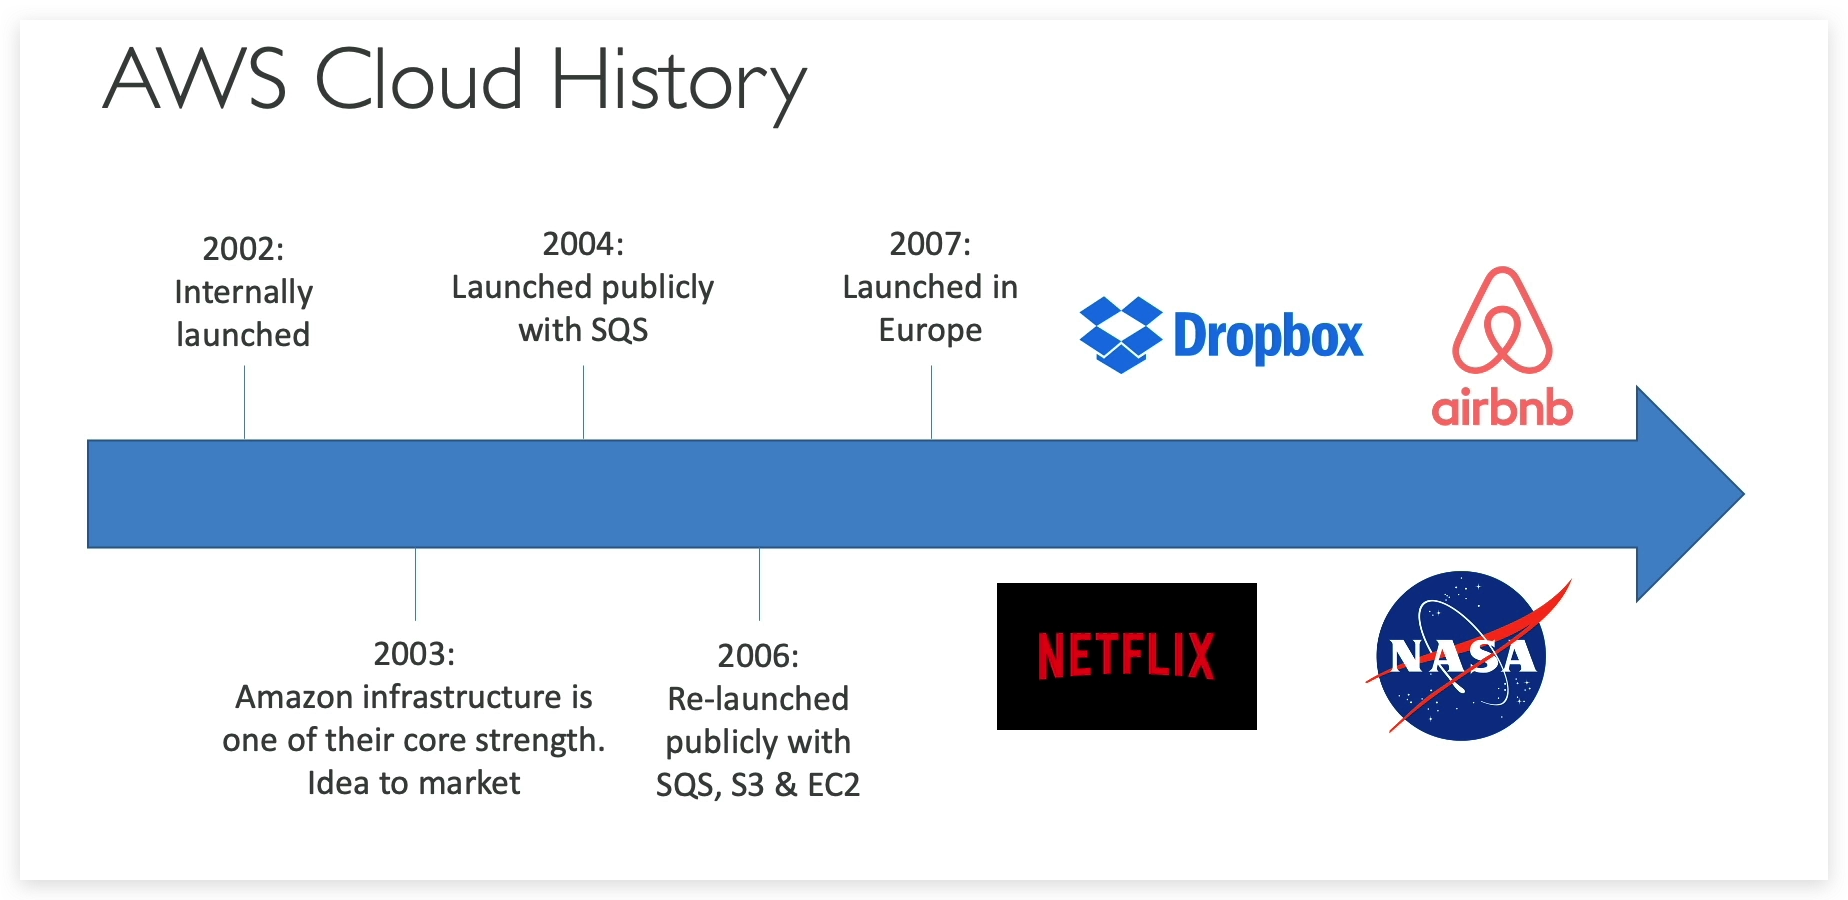 AWS Cloud History
2002:
Internally
launched
2004:
Launched publicly
with SQS
2007:
Launched in
Europe
Dropbox
airbnb
2003:
Amazon infrastructure is
one of their core strength.
Idea to market
2006:
Re-launched
publicly with
SQS, S3 & EC2
NETFLIX
NASA